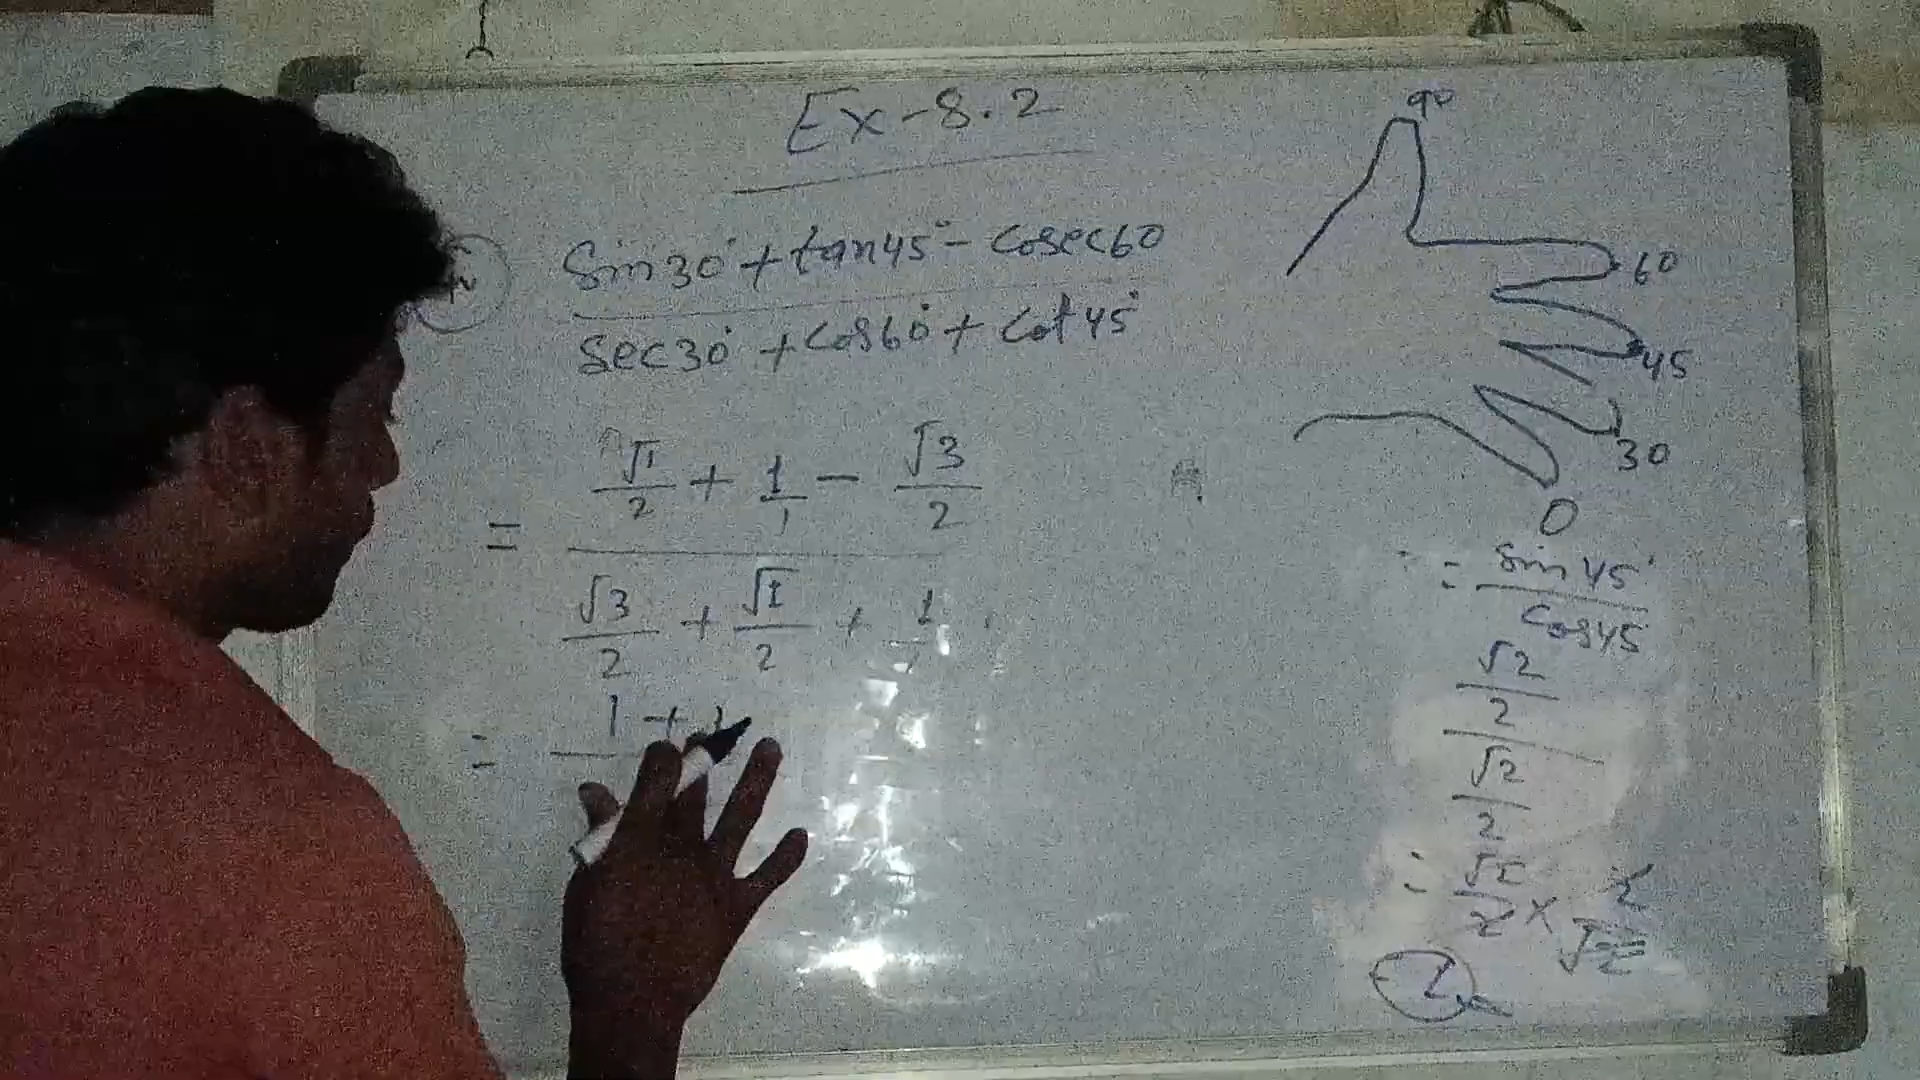 Ex-8.2
iv
sin30° + tan45° - cosec60
sec30° + cos60° + cot45°
= √1/2 + 1/1 - √3/2
√3/2 + √1/2 + 1/1
= 1 +
90
60
45
30
0
= sin45°
cos45
√2
2
√2
2
= √2/2 × 2/√2
1